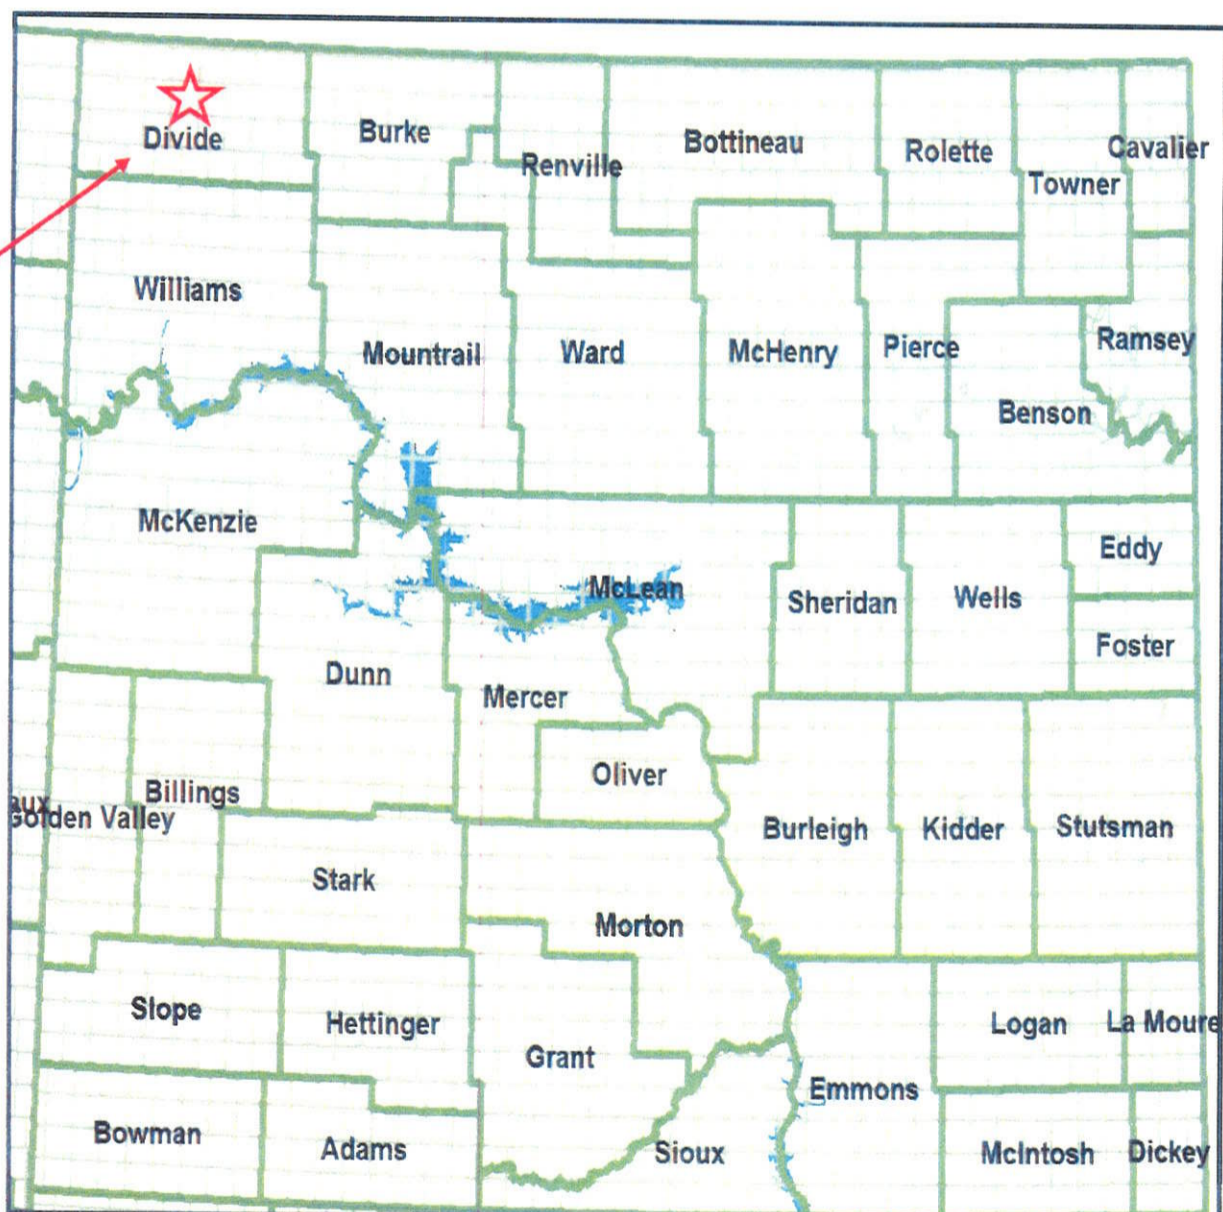 Divide
Burke
Renville
Bottineau
Rolette
Towner
Cavalier
Williams
Mountrail
Ward
McHenry
Pierce
Ramsey
Benson
McKenzie
McLean
Sheridan
Wells
Eddy
Foster
Dunn
Mercer
Oliver
Billings
aux
Golden Valley
Burleigh
Kidder
Stutsman
Stark
Morton
Slope
Hettinger
Grant
Logan
La Moure
Emmons
Bowman
Adams
Sioux
McIntosh
Dickey